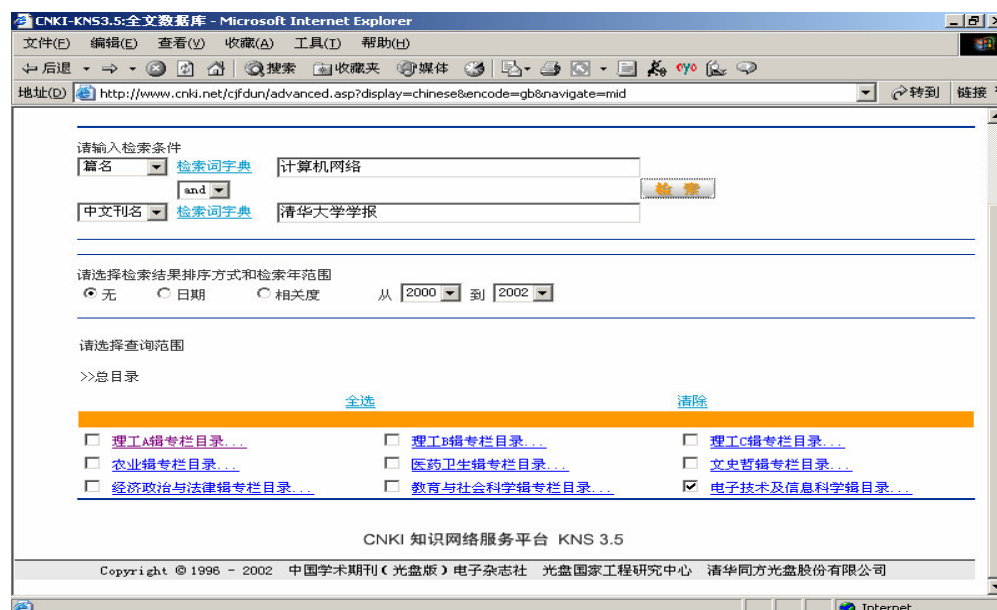 CNKI-KNS3.5:全文数据库 - Microsoft Internet Explorer
文件(F) 编辑(E) 查看(V) 收藏(A) 工具(T) 帮助(H)
后退 搜索 收藏夹 媒体
地址(D) http://www.cnki.net/cjfdun/advanced.asp?display=chinese&encode=gb&navigate=mid 转到 链接
请输入检索条件
篇名 检索词字典 计算机网络
and 检索
中文刊名 检索词字典 清华大学学报
请选择检索结果排序方式和检索年范围
无 日期 相关度 从 2000 到 2002
请选择查询范围
>>总目录
全选 清除
理工A辑专栏目录... 理工B辑专栏目录... 理工C辑专栏目录...
农业辑专栏目录... 医药卫生辑专栏目录... 文史哲辑专栏目录...
经济政治与法律辑专栏目录... 教育与社会科学辑专栏目录... 电子技术及信息科学辑目录...
CNKI 知识网络服务平台 KNS 3.5
Copyright ©1996 - 2002 中国学术期刊(光盘版)电子杂志社 光盘国家工程研究中心 清华同方光盘股份有限公司
Internet